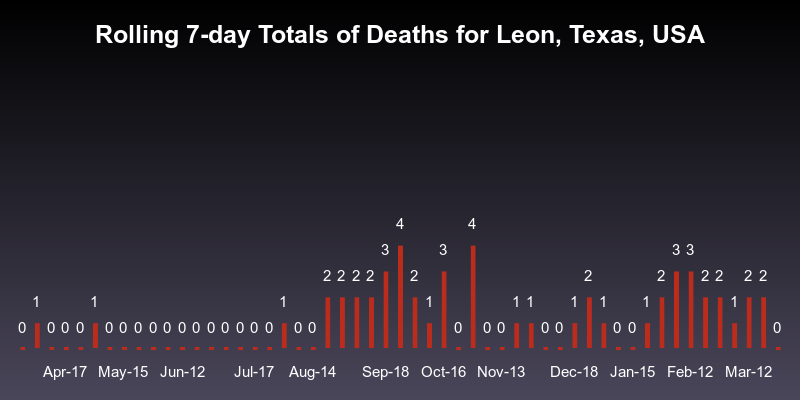 Rolling 7-day Totals of Deaths for Leon, Texas, USA
4 4
3 3 3 3
2 2 2 2 2 2 2 2 2 2 2
1 1 1 1 1 1 1 1 1 1
0 0 0 0 0 0 0 0 0 0 0 0 0 0 0 0 0 0 0 0 0 0 0 0 0 0
Apr-17 May-15 Jun-12 Jul-17 Aug-14 Sep-18 Oct-16 Nov-13 Dec-18 Jan-15 Feb-12 Mar-12